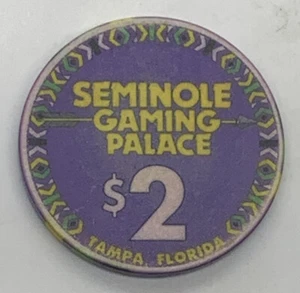 SEMINOLE
GAMING
PALACE
$2
TAMPA, FLORIDA